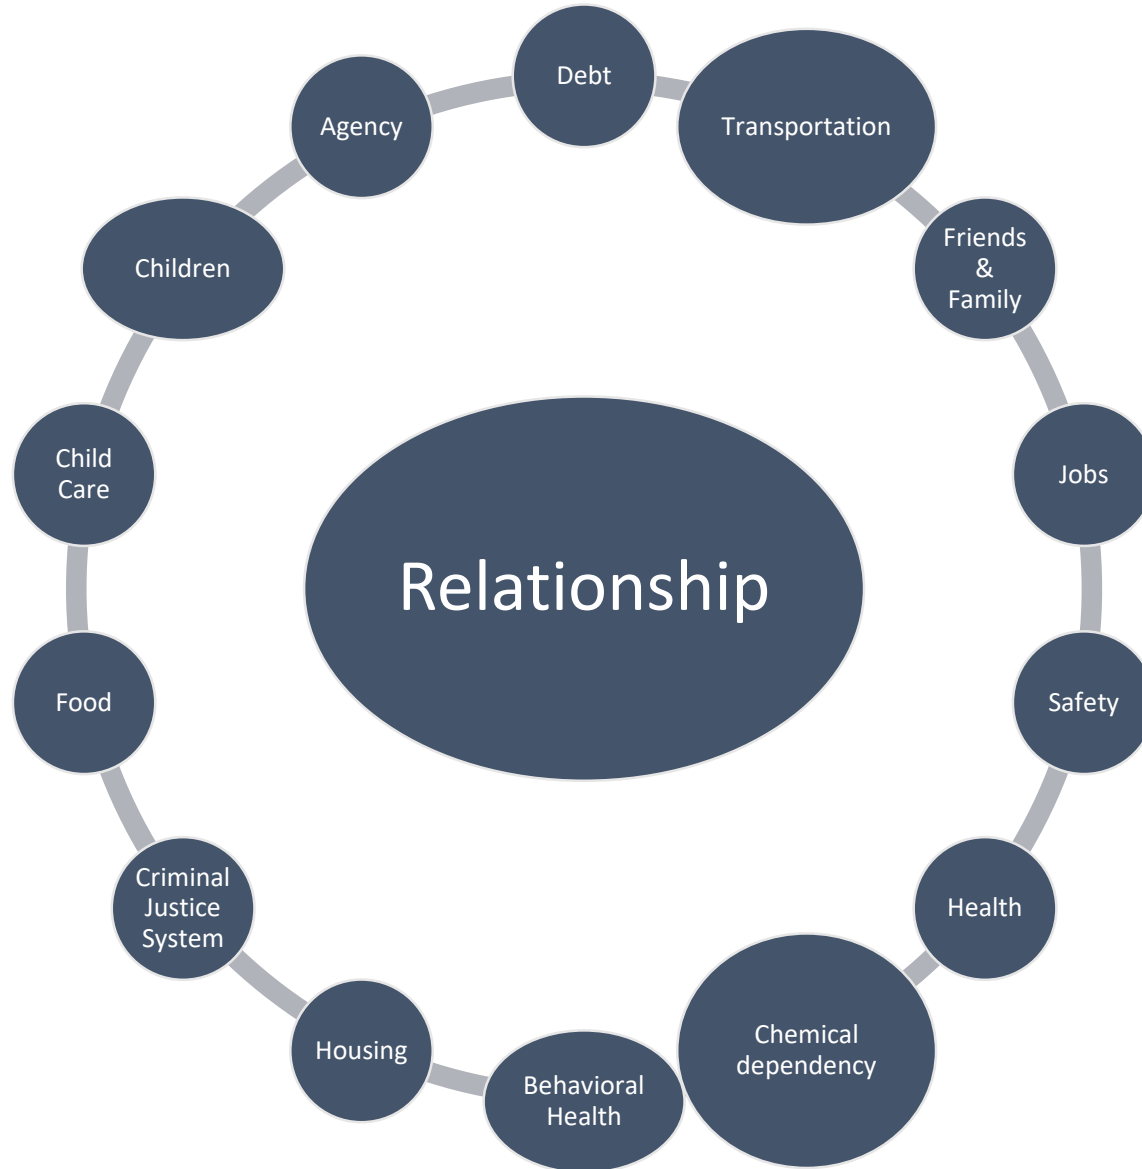 Debt
Transportation
Agency
Friends
&
Family
Children
Child
Care
Jobs
Relationship
Food
Safety
Criminal
Justice
System
Health
Housing
Chemical
dependency
Behavioral
Health